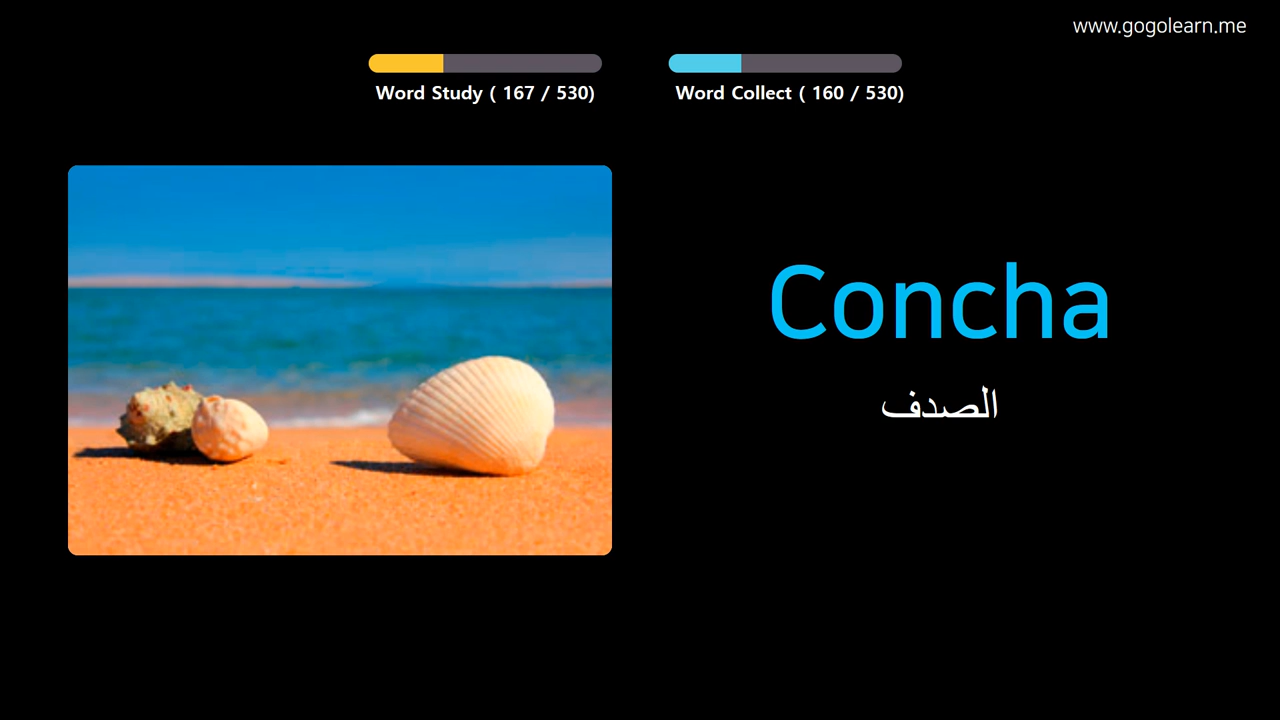 www.gogolearn.me
Word Study ( 167 / 530)
Word Collect ( 160 / 530)
Concha
الصدف